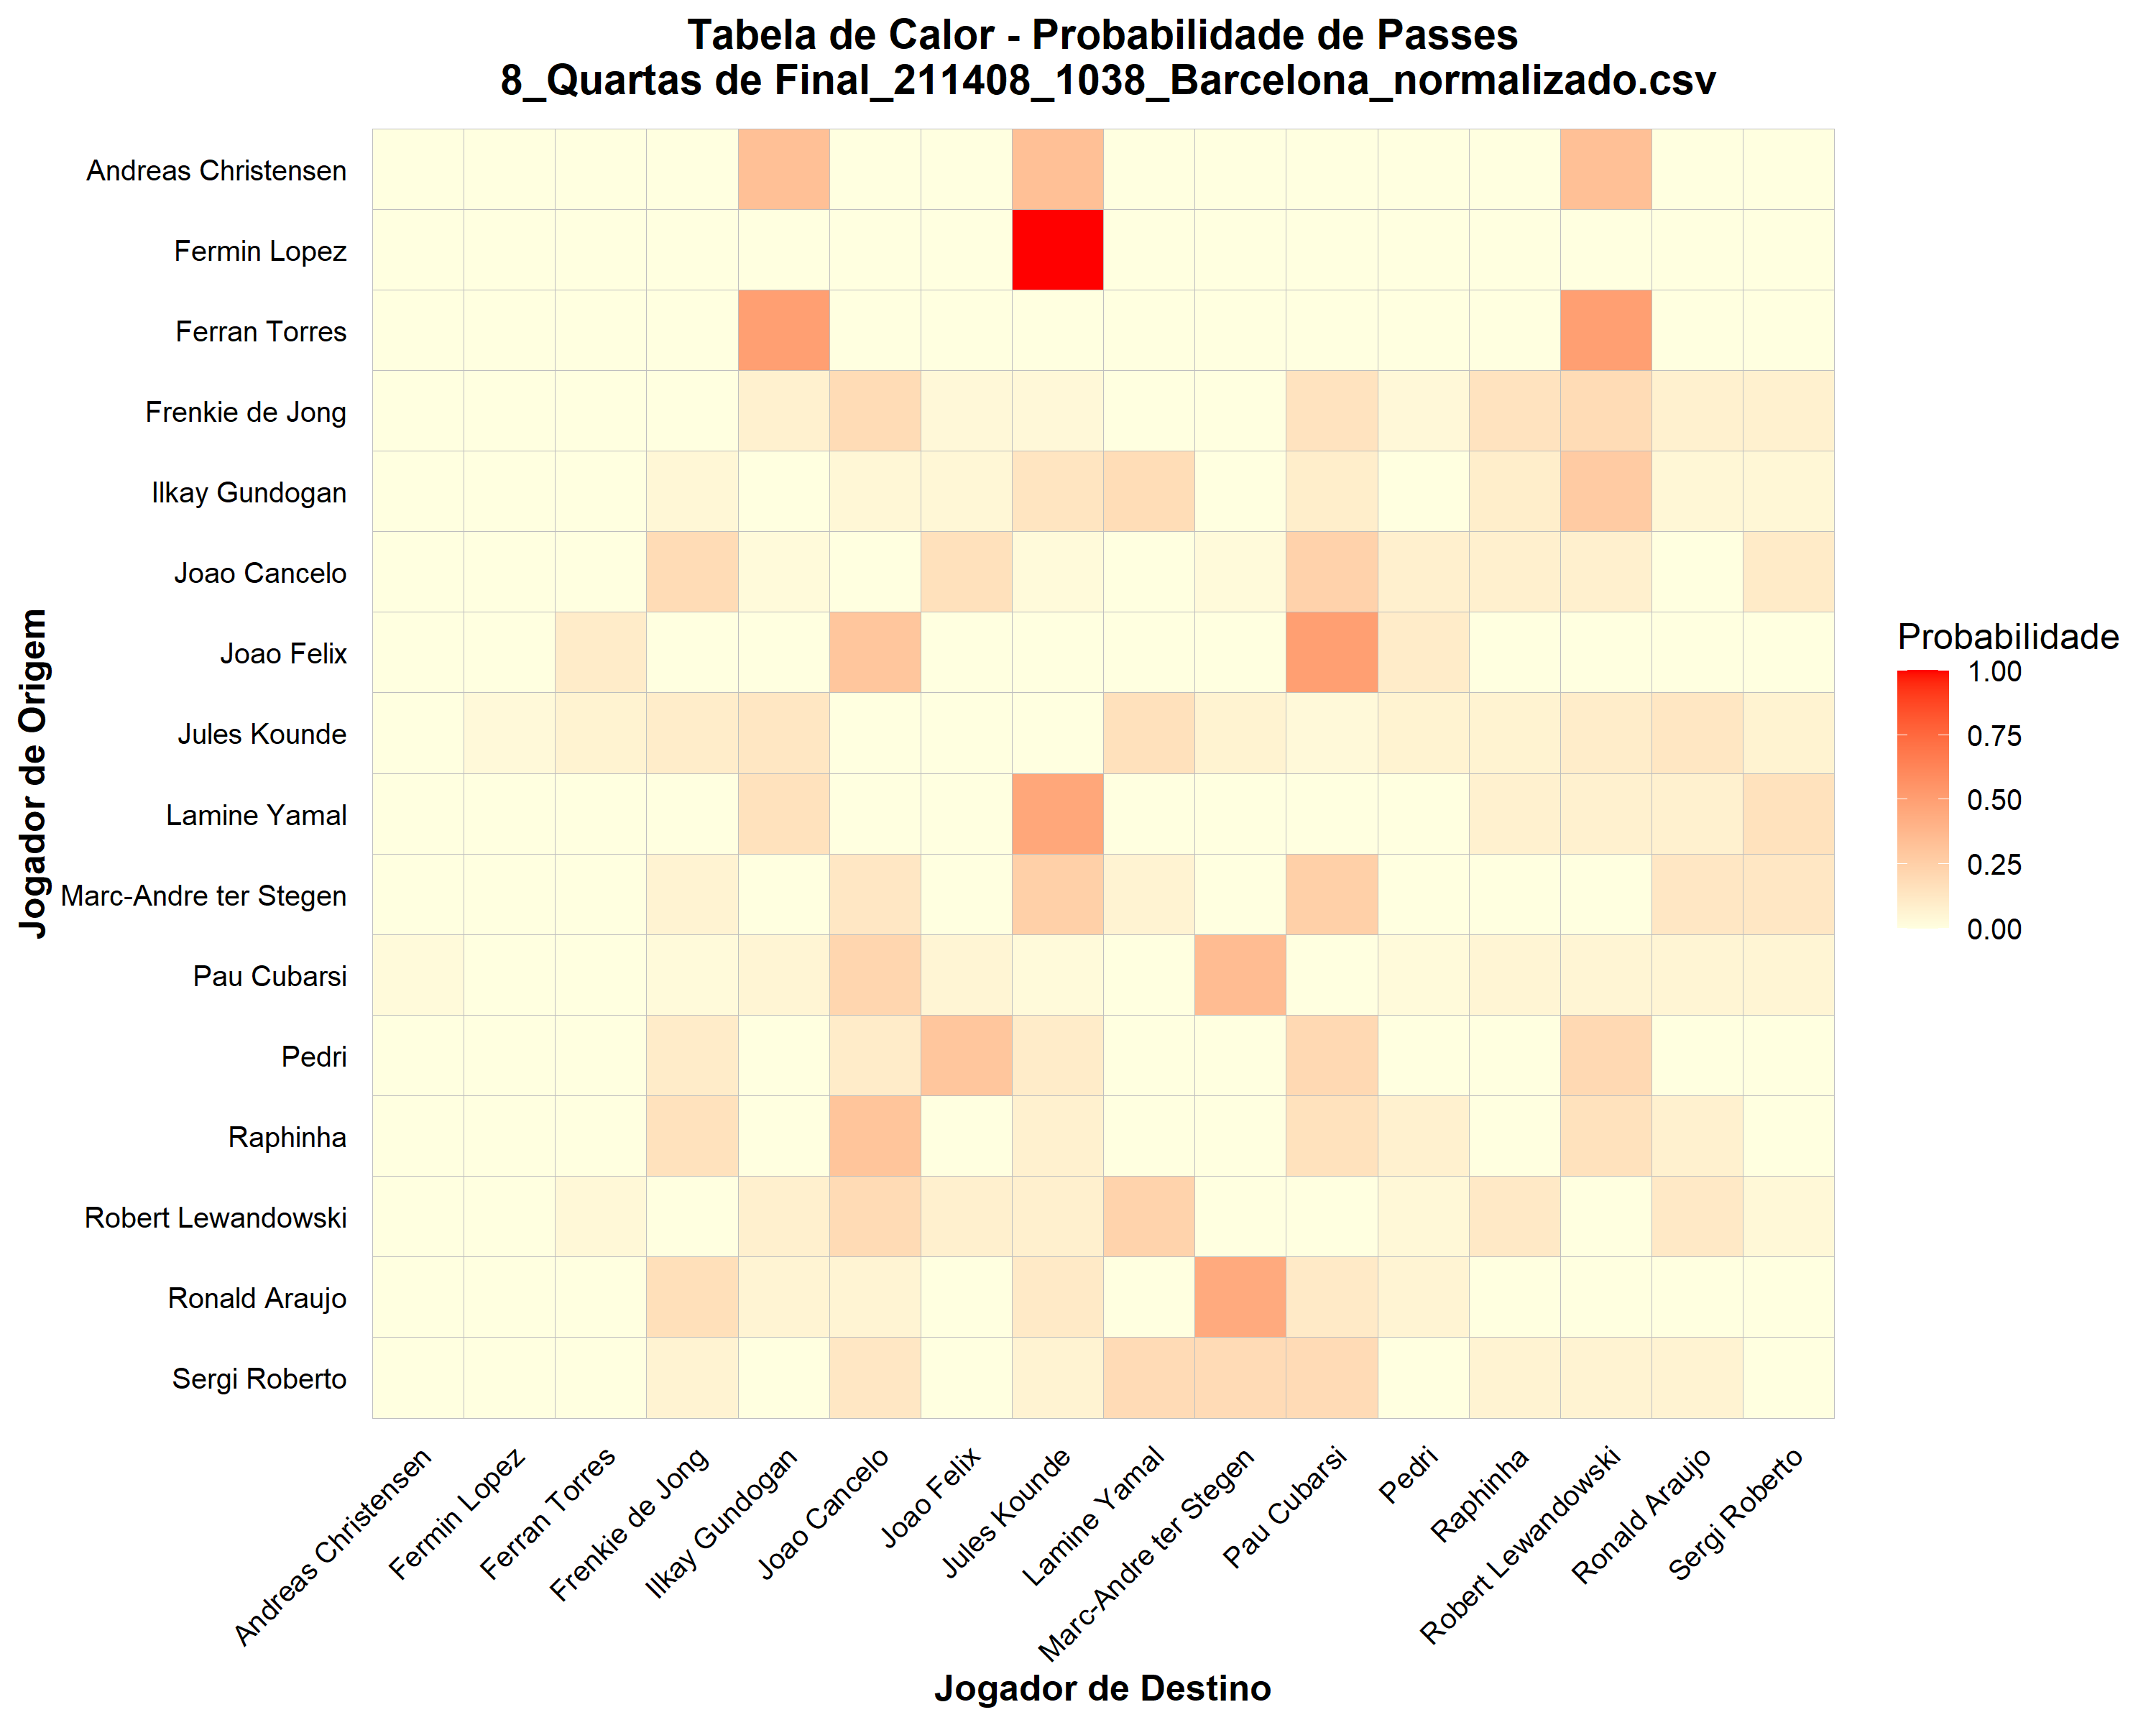 Tabela de Calor - Probabilidade de Passes
8_Quartas de Final_211408_1038_Barcelona_normalizado.csv
Jogador de Origem
Andreas Christensen
Fermin Lopez
Ferran Torres
Frenkie de Jong
Ilkay Gundogan
Joao Cancelo
Joao Felix
Jules Kounde
Lamine Yamal
Marc-Andre ter Stegen
Pau Cubarsi
Pedri
Raphinha
Robert Lewandowski
Ronald Araujo
Sergi Roberto
Andreas Christensen
Fermin Lopez
Ferran Torres
Frenkie de Jong
Ilkay Gundogan
Joao Cancelo
Joao Felix
Jules Kounde
Lamine Yamal
Marc-Andre ter Stegen
Pau Cubarsi
Pedri
Raphinha
Robert Lewandowski
Ronald Araujo
Sergi Roberto
Jogador de Destino
Probabilidade
1.00
0.75
0.50
0.25
0.00